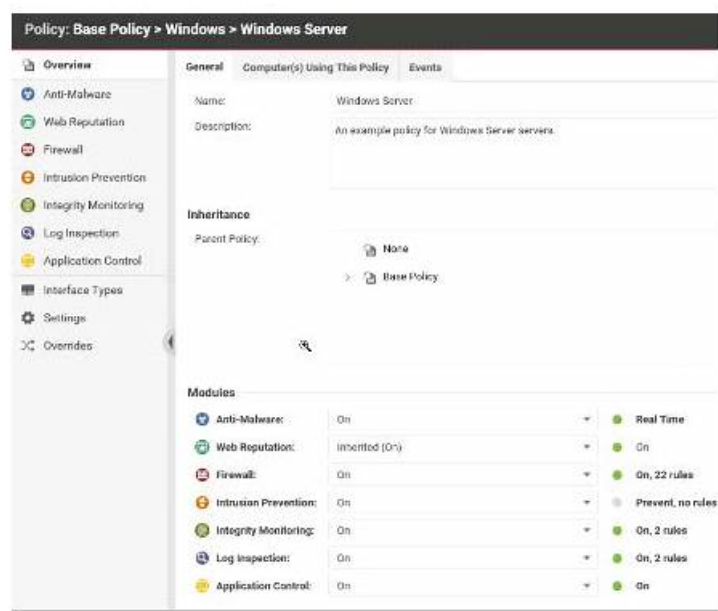 Policy: Base Policy > Windows > Windows Server
Overview
Anti-Malware
Web Reputation
Firewall
Intrusion Prevention
Integrity Monitoring
Log Inspection
Application Control
Interface Types
Settings
Overrides
General Computer(s) Using This Policy Events
Name: Windows Server
Description: An example policy for Windows Server servers.
Inheritance
Parent Policy:
None
Base Policy
Modules
Anti-Malware: On Real Time
Web Reputation: Inherited (On) On
Firewall: On On, 22 rules
Intrusion Prevention: On Prevent, no rules
Integrity Monitoring: On On, 2 rules
Log Inspection: On On, 2 rules
Application Control: On On